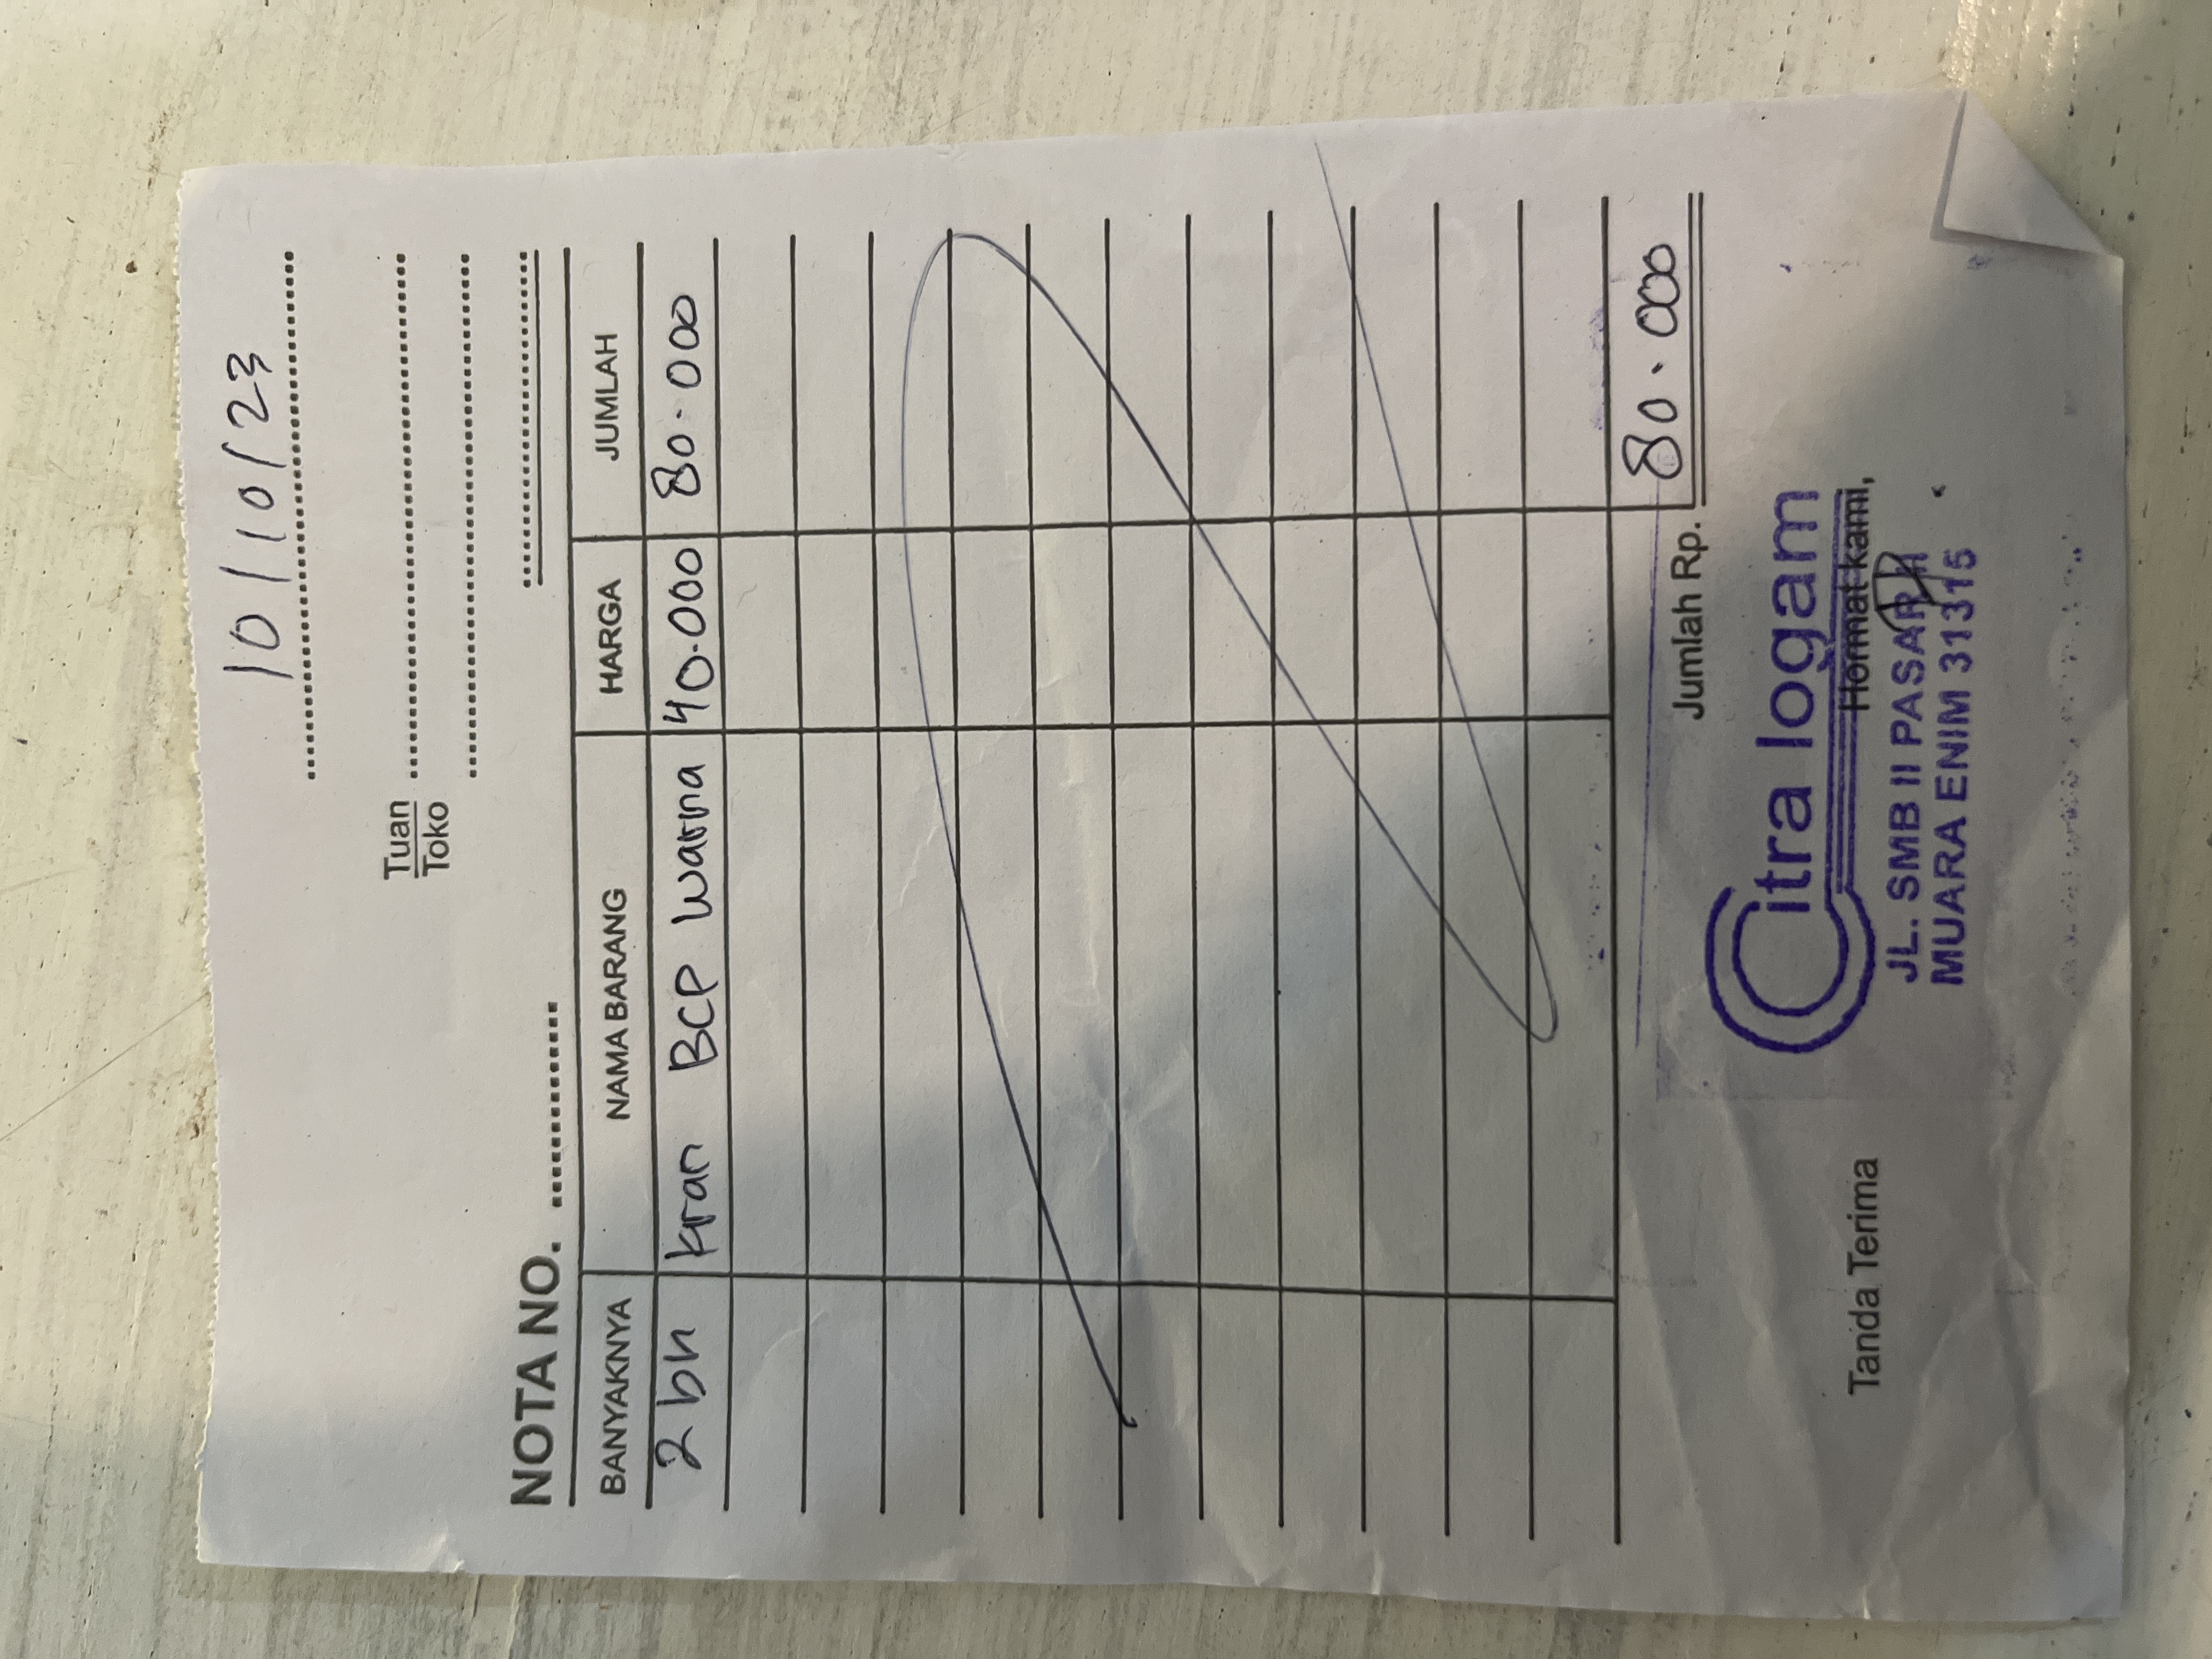 10/10/23
Tuan
Toko
NOTA NO.
BANYAKNYA NAMA BARANG HARGA JUMLAH
2 bh kran BCP warna 40.000 80.000
Jumlah Rp. 80.000
Tanda Terima Hormat kami,
Citra logam
JL. SMB II PASAR II
MUARA ENIM 31315